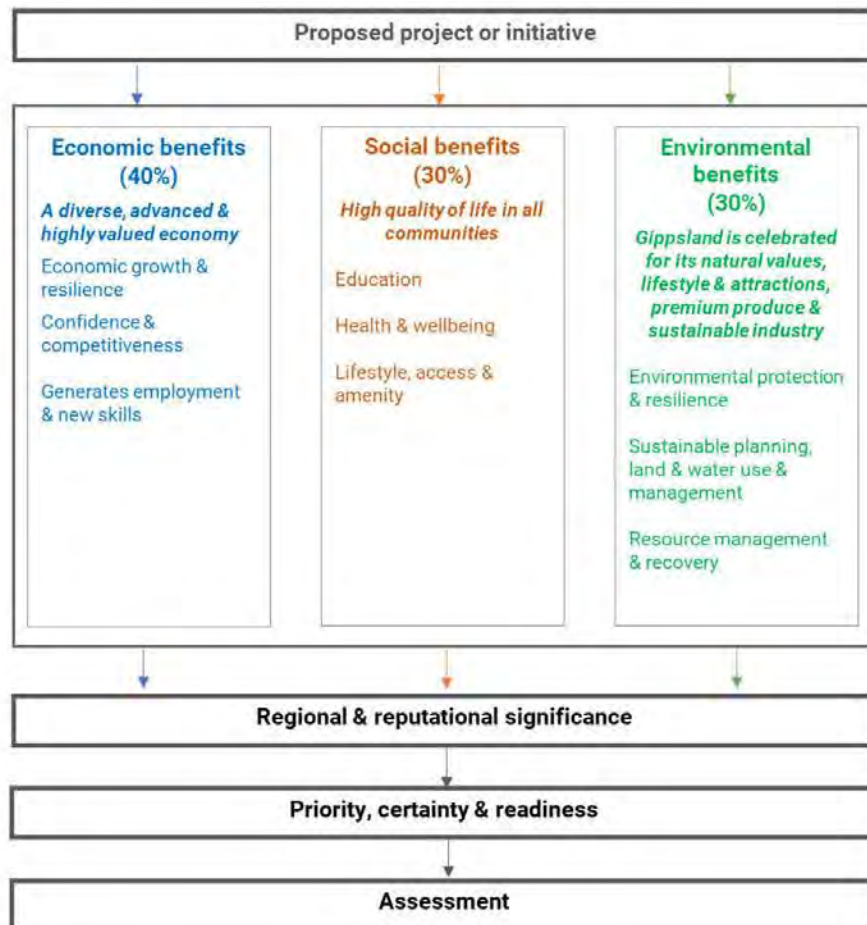 Proposed project or initiative
Economic benefits
(40%)
A diverse, advanced &
highly valued economy
Economic growth &
resilience
Confidence &
competitiveness
Generates employment
& new skills
Social benefits
(30%)
High quality of life in all
communities
Education
Health & wellbeing
Lifestyle, access &
amenity
Environmental
benefits
(30%)
Gippsland is celebrated
for its natural values,
lifestyle & attractions,
premium produce &
sustainable industry
Environmental protection
& resilience
Sustainable planning,
land & water use &
management
Resource management
& recovery
Regional & reputational significance
Priority, certainty & readiness
Assessment